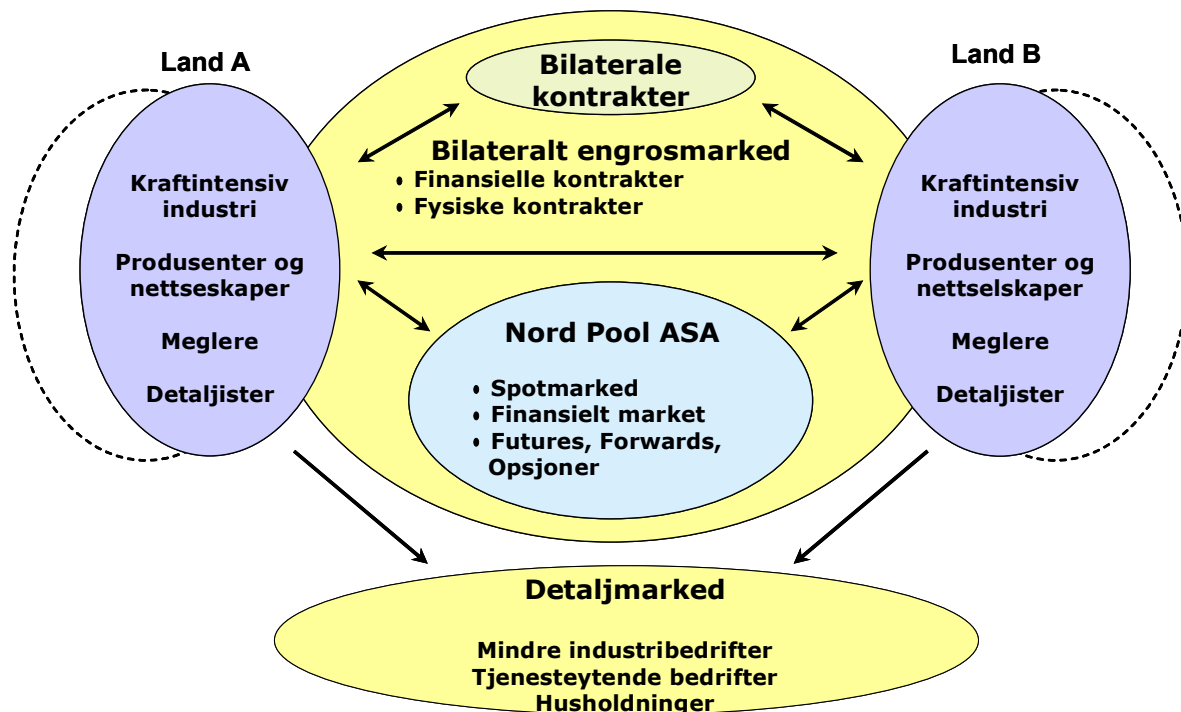 Land A
Land B
Bilaterale
kontrakter
Bilateralt engrosmarked
• Finansielle kontrakter
• Fysiske kontrakter
Kraftintensiv
industri
Produsenter og
nettseskaper
Meglere
Detaljister
Kraftintensiv
industri
Produsenter og
nettselskaper
Meglere
Detaljister
Nord Pool ASA
• Spotmarked
• Finansielt market
• Futures, Forwards,
Opsjoner
Detaljmarked
Mindre industribedrifter
Tjenesteytende bedrifter
Husholdninger